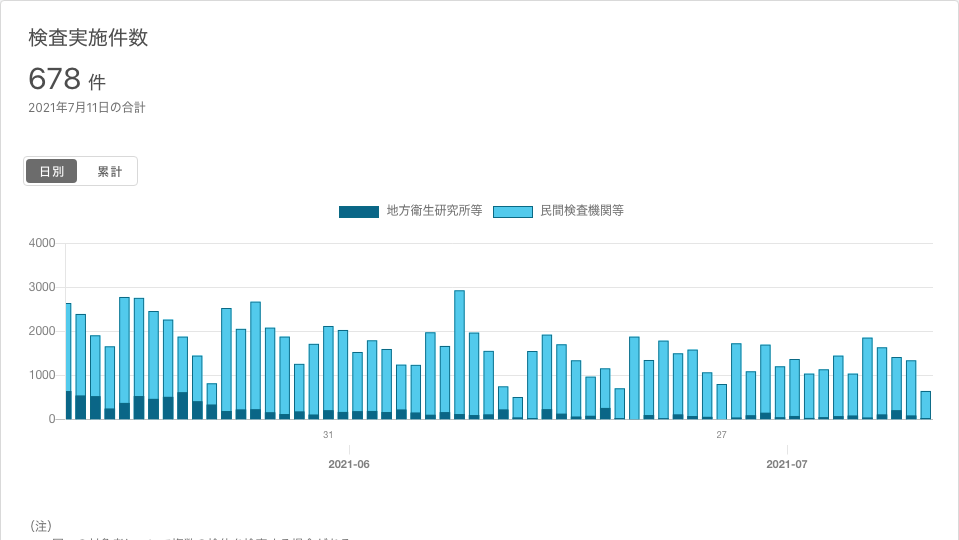 検査実施件数
678 件
2021年7月11日の合計
日別 累計
地方衛生研究所等 民間検査機関等
4000
3000
2000
1000
0
31 27
2021-06 2021-07
（注）